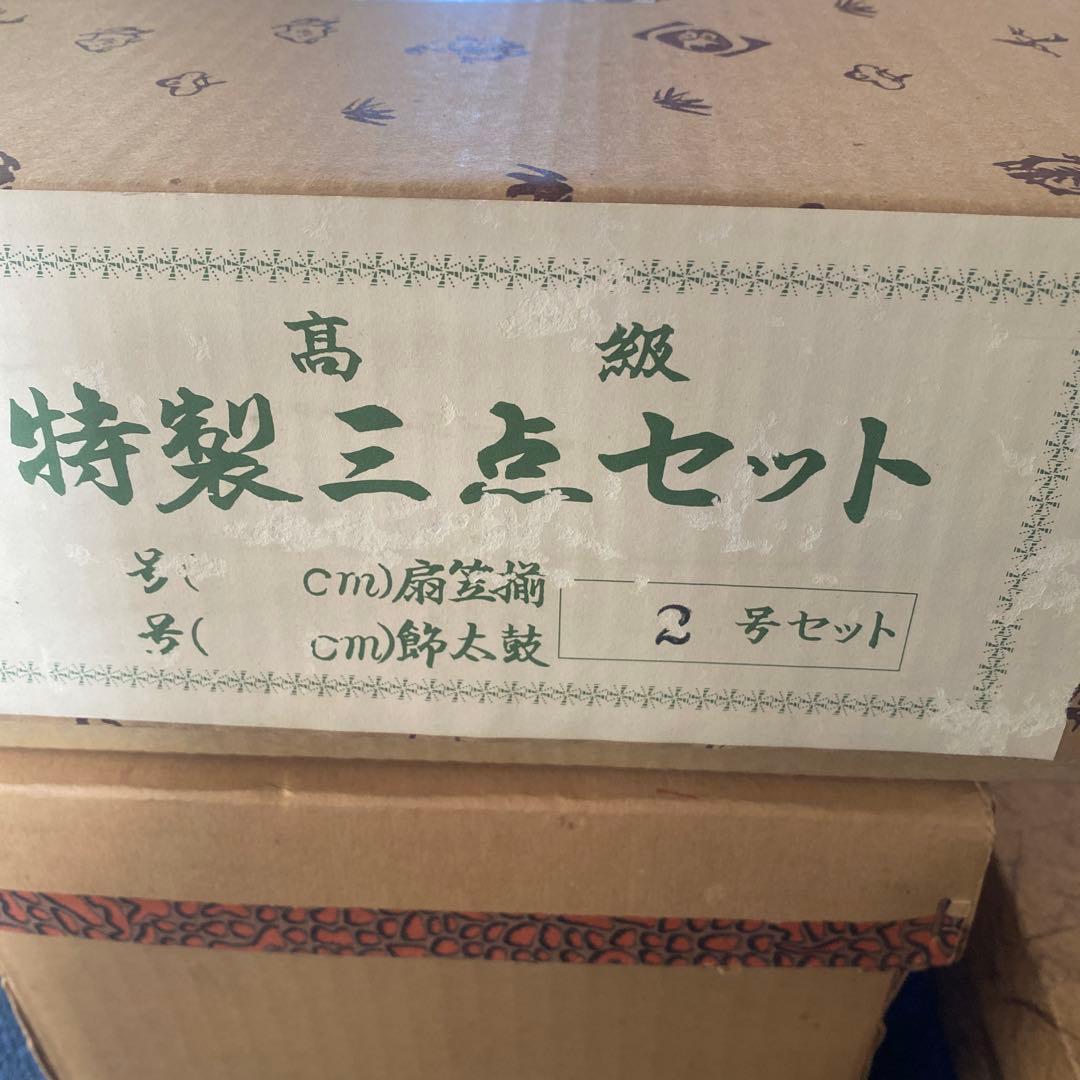 髙級
特製三点セット
号( cm)扇笠揃
号( cm)飾太鼓
2号セット